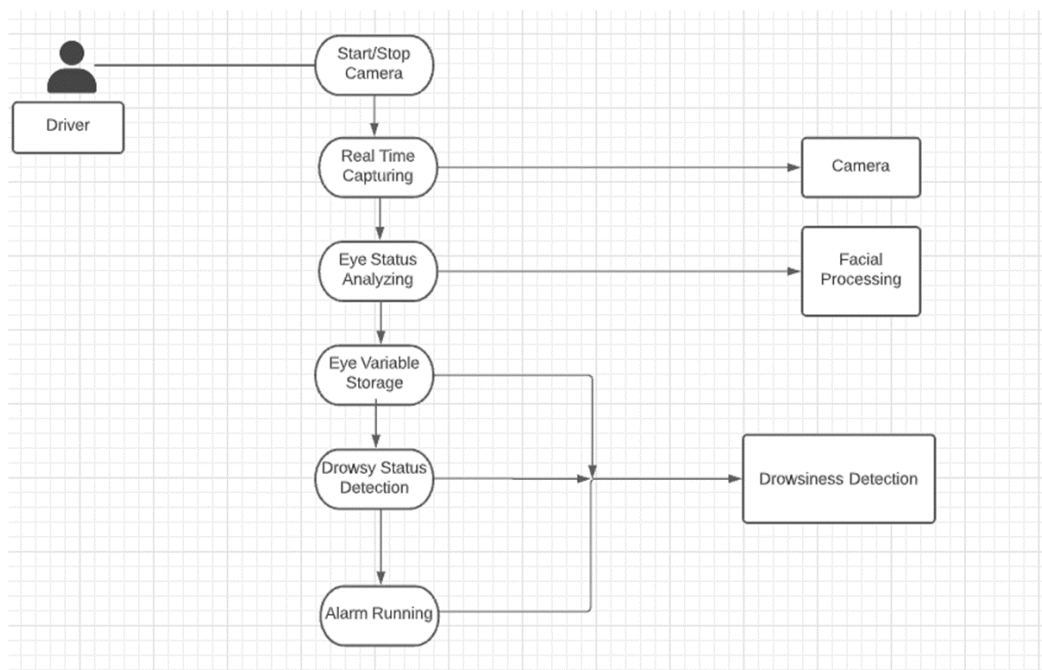 Start/Stop
Camera
Driver
Real Time
Capturing
Camera
Eye Status
Analyzing
Facial
Processing
Eye Variable
Storage
Drowsy Status
Detection
Drowsiness Detection
Alarm Running